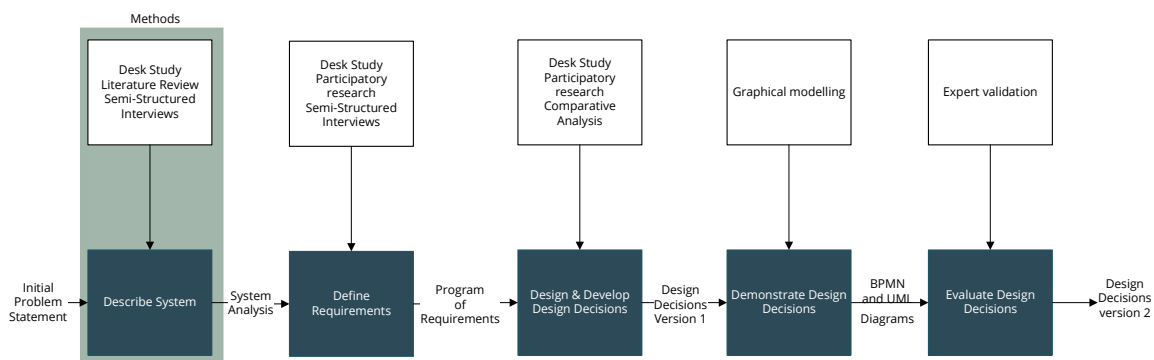 Methods
Desk Study
Literature Review
Semi-Structured
Interviews
Desk Study
Participatory
research
Semi-Structured
Interviews
Desk Study
Participatory
research
Comparative
Analysis
Graphical modelling
Expert validation
Initial
Problem
Statement
Describe System
System
Analysis
Define
Requirements
Program
of
Requirements
Design & Develop
Design Decisions
Design
Decisions
Version 1
Demonstrate Design
Decisions
BPMN
and UMI
Diagrams
Evaluate Design
Decisions
Design
Decisions
version 2